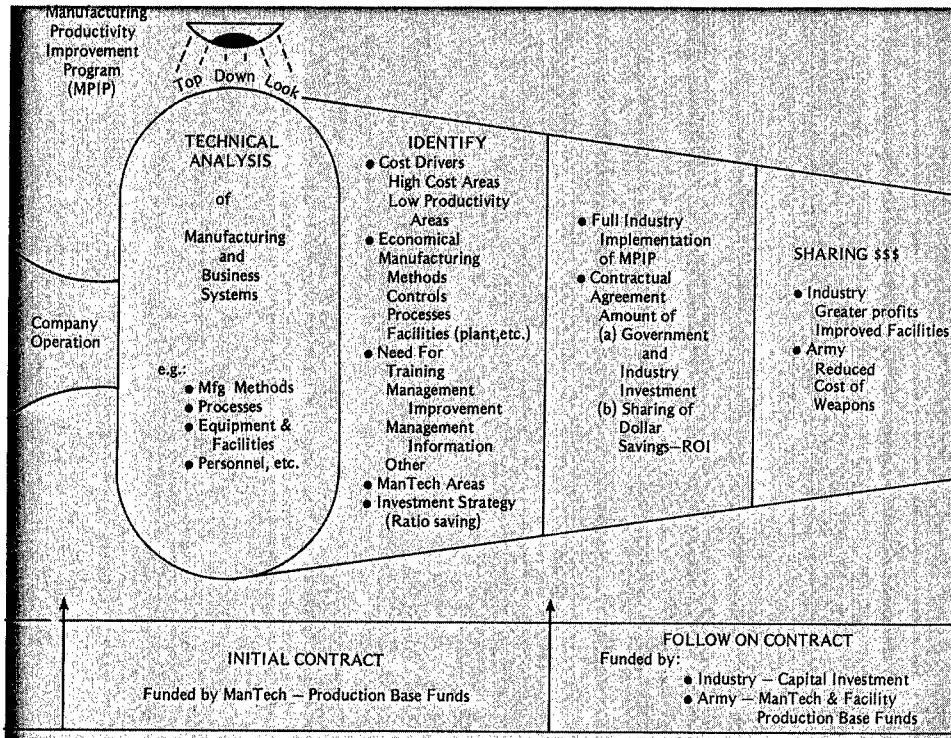 Manufacturing
Productivity
Improvement
Program
(MPIP)
Top Down Look
TECHNICAL
ANALYSIS
of
Manufacturing
and
Business
Systems
e.g.:
● Mfg Methods
● Processes
● Equipment &
Facilities
● Personnel, etc.
Company
Operation
IDENTIFY
● Cost Drivers
High Cost Areas
Low Productivity
Areas
● Economical
Manufacturing
Methods
Controls
Processes
Facilities (plant,etc.)
● Need For
Training
Management
Improvement
Management
Information
Other
● ManTech Areas
● Investment Strategy
(Ratio saving)
● Full Industry
Implementation
of MPIP
● Contractual
Agreement
Amount of
(a) Government
and
Industry
Investment
(b) Sharing of
Dollar
Savings—ROI
SHARING $$$
● Industry
Greater profits
Improved Facilities
● Army
Reduced
Cost of
Weapons
INITIAL CONTRACT
Funded by ManTech — Production Base Funds
FOLLOW ON CONTRACT
Funded by:
● Industry — Capital Investment
● Army — ManTech & Facility
Production Base Funds